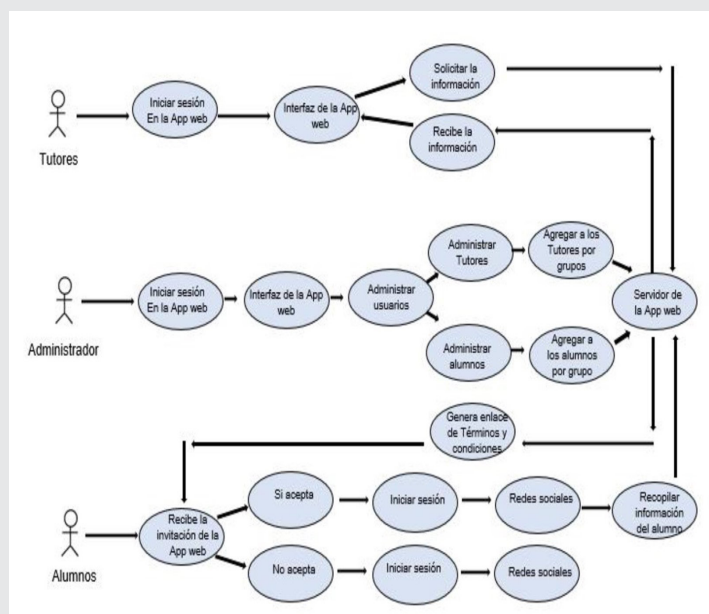 Solicitar la
información
Iniciar sesión
En la App web
Interfaz de la App
web
Recibe la
información
Tutores
Administrar
Tutores
Agregar a los
Tutores por
grupos
Iniciar sesión
En la App web
Interfaz de la App
web
Administrar
usuarios
Servidor de
la App web
Administrador
Administrar
alumnos
Agregar a
los alumnos
por grupo
Genera enlace
de Términos y
condiciones
Si acepta
Iniciar sesión
Redes sociales
Recopilar
información
del alumno
Recibe la
invitación de la
App web
Alumnos
No acepta
Iniciar sesión
Redes sociales